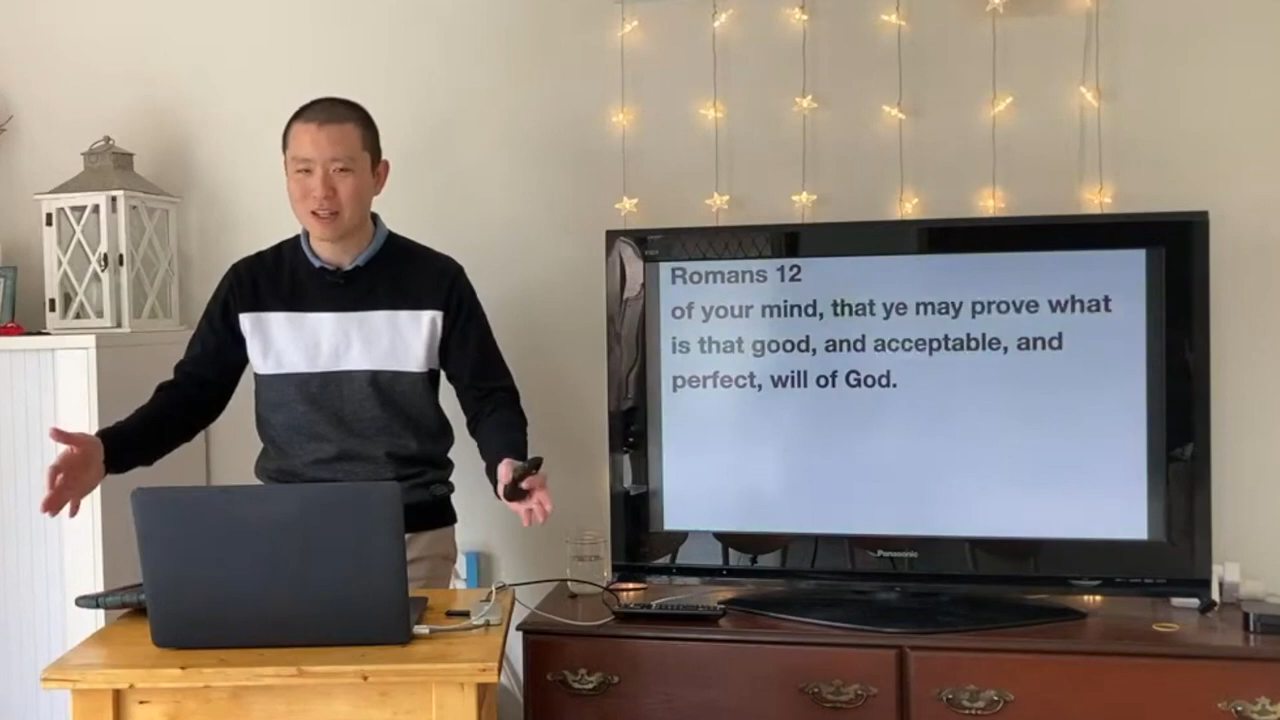 Romans 12
of your mind, that ye may prove what
is that good, and acceptable, and
perfect, will of God.
Panasonic